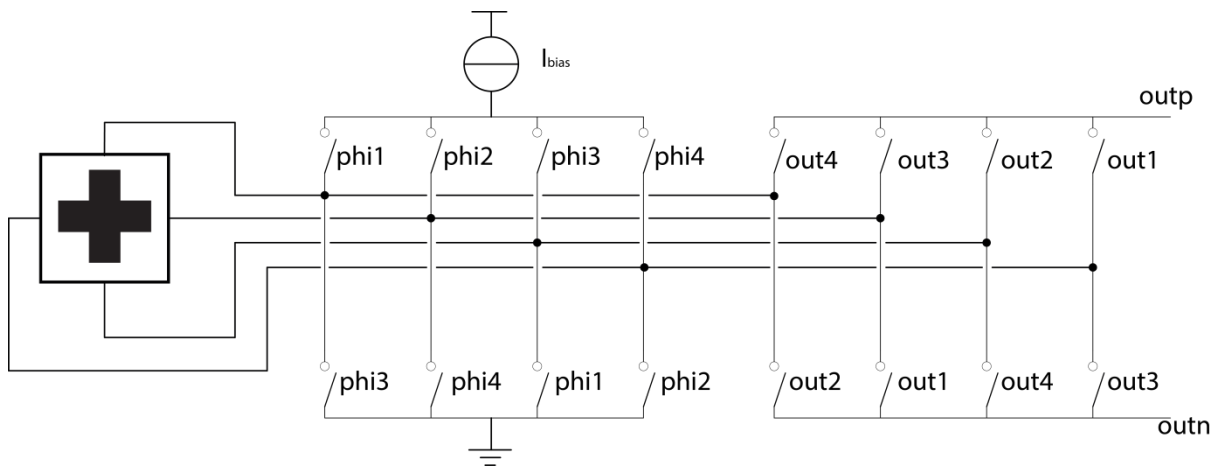 Ibias
outp
phi1 phi2 phi3 phi4 out4 out3 out2 out1
phi3 phi4 phi1 phi2 out2 out1 out4 out3
outn